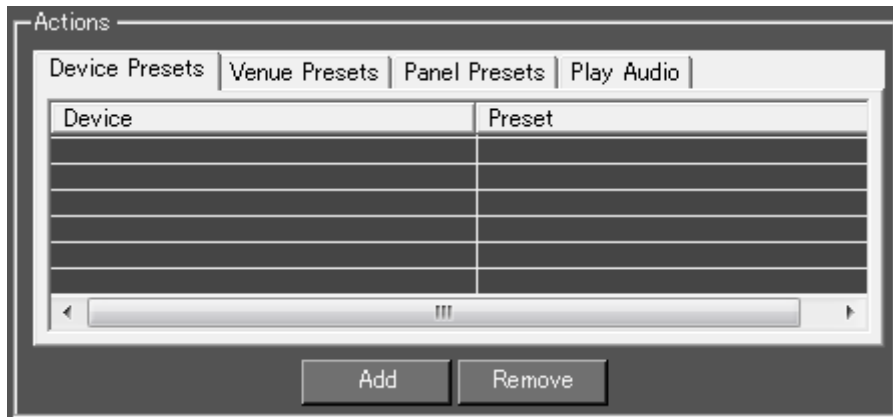 Actions
Device Presets Venue Presets Panel Presets Play Audio
Device Preset
Add Remove